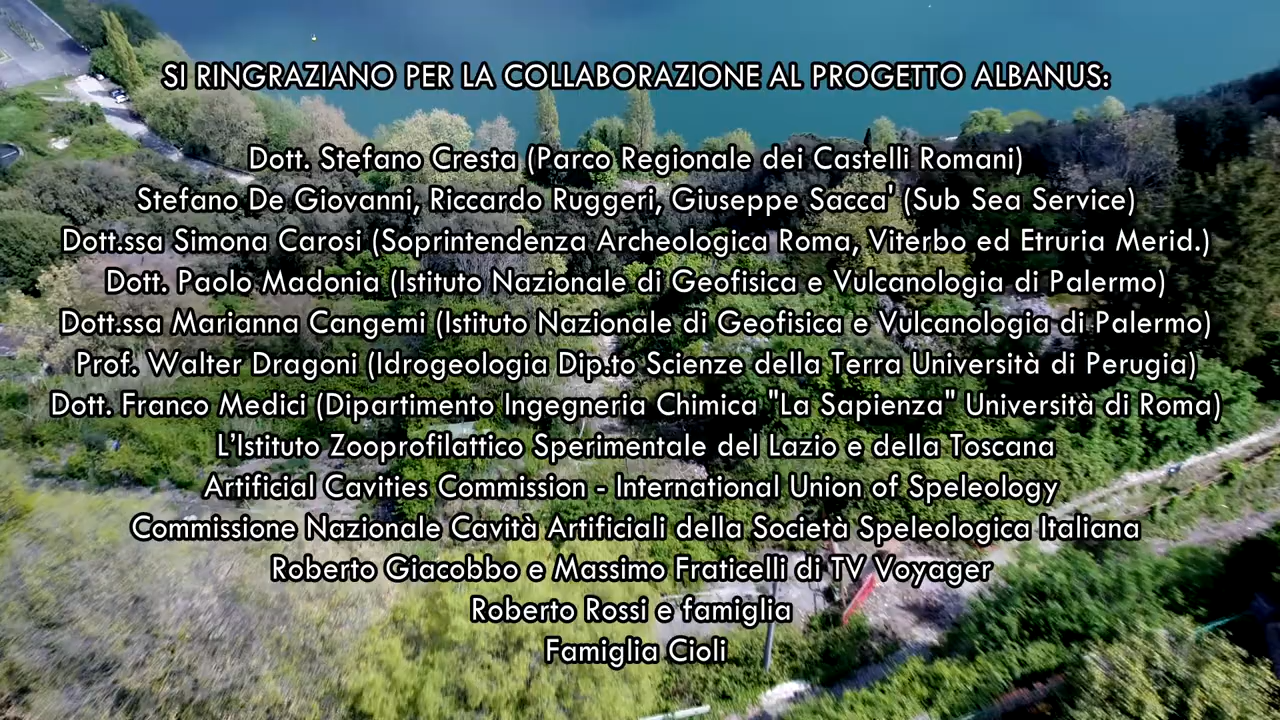 SI RINGRAZIANO PER LA COLLABORAZIONE AL PROGETTO ALBANUS:
Dott. Stefano Cresta (Parco Regionale dei Castelli Romani)
Stefano De Giovanni, Riccardo Ruggeri, Giuseppe Sacca' (Sub Sea Service)
Dott.ssa Simona Carosi (Soprintendenza Archeologica Roma, Viterbo ed Etruria Merid.)
Dott. Paolo Madonia (Istituto Nazionale di Geofisica e Vulcanologia di Palermo)
Dott.ssa Marianna Cangemi (Istituto Nazionale di Geofisica e Vulcanologia di Palermo)
Prof. Walter Dragoni (Idrogeologia Dip.to Scienze della Terra Università di Perugia)
Dott. Franco Medici (Dipartimento Ingegneria Chimica "La Sapienza" Università di Roma)
L’Istituto Zooprofilattico Sperimentale del Lazio e della Toscana
Artificial Cavities Commission - International Union of Speleology
Commissione Nazionale Cavità Artificiali della Società Speleologica Italiana
Roberto Giacobbo e Massimo Fraticelli di TV Voyager
Roberto Rossi e famiglia
Famiglia Cioli